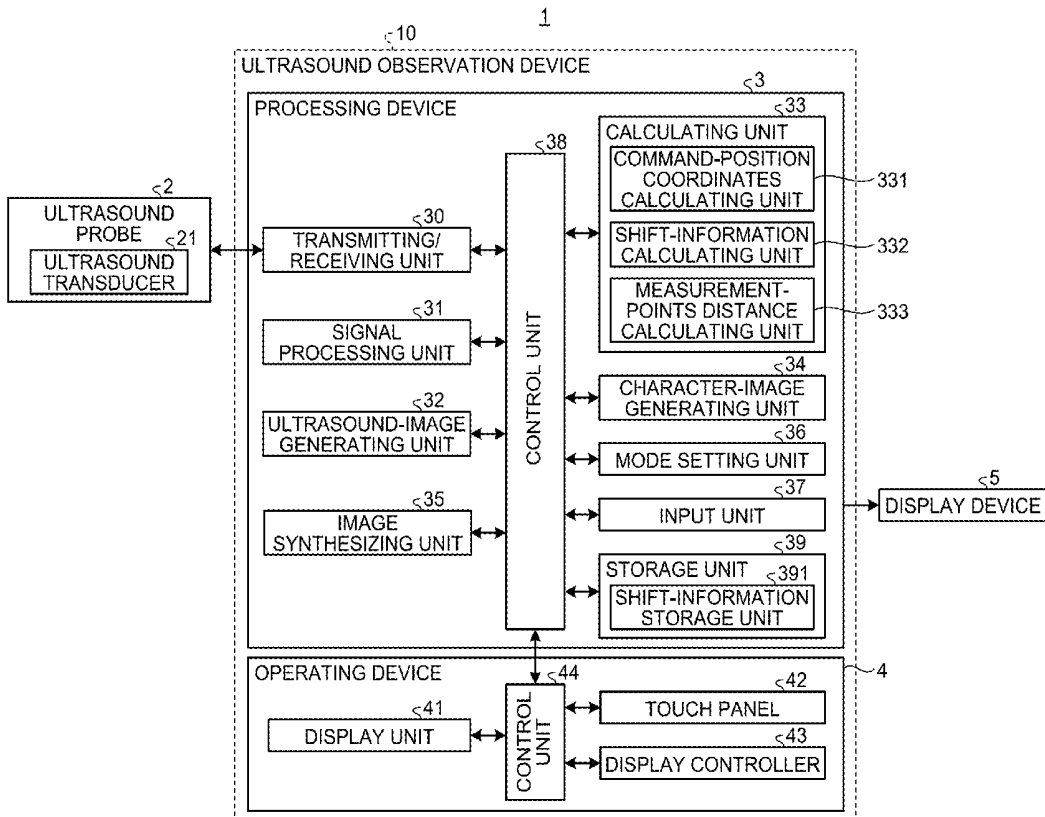 1
10
ULTRASOUND OBSERVATION DEVICE
3
PROCESSING DEVICE
2
ULTRASOUND
PROBE
21
ULTRASOUND
TRANSDUCER
30
TRANSMITTING/
RECEIVING UNIT
31
SIGNAL
PROCESSING UNIT
32
ULTRASOUND-IMAGE
GENERATING UNIT
35
IMAGE
SYNTHESIZING UNIT
38
CONTROL UNIT
33
CALCULATING UNIT
COMMAND-POSITION
COORDINATES
CALCULATING UNIT
331
SHIFT-INFORMATION
CALCULATING UNIT
332
MEASUREMENT-
POINTS DISTANCE
CALCULATING UNIT
333
34
CHARACTER-IMAGE
GENERATING UNIT
36
MODE SETTING UNIT
37
INPUT UNIT
39
STORAGE UNIT
391
SHIFT-INFORMATION
STORAGE UNIT
5
DISPLAY DEVICE
OPERATING DEVICE
4
41
DISPLAY UNIT
44
CONTROL
UNIT
42
TOUCH PANEL
43
DISPLAY CONTROLLER